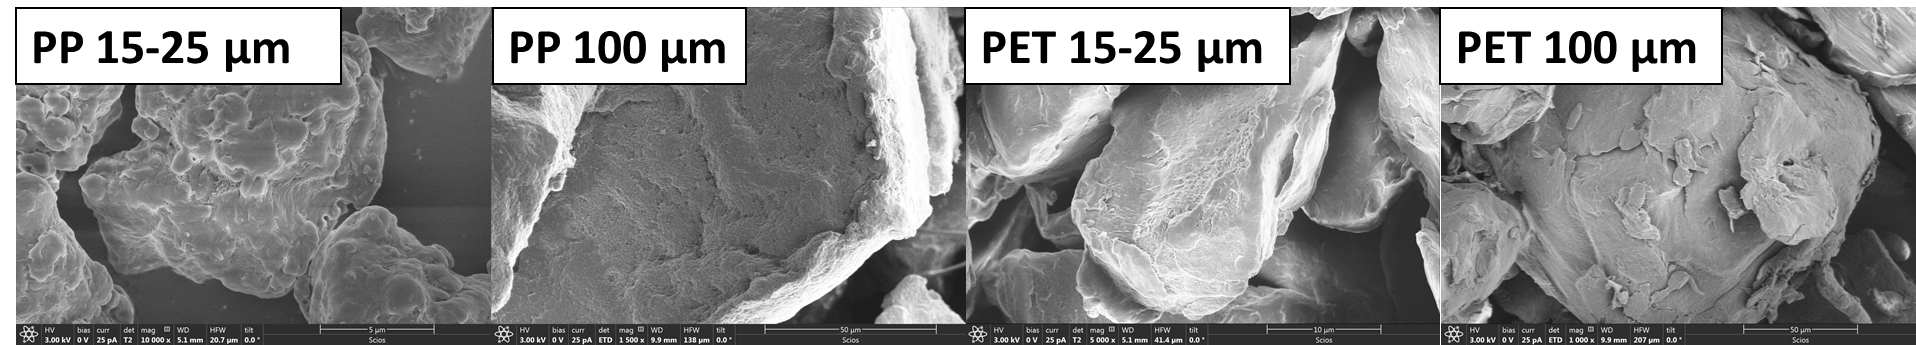 PP 15-25 µm
PP 100 µm
PET 15-25 µm
PET 100 µm
HV bias curr det mag WD HFW tilt 5 µm
3.00 kV 0 V 25 pA T2 10 000 x 5.1 mm 20.7 µm 0.0 ° Scios
HV bias curr det mag WD HFW tilt 50 µm
3.00 kV 0 V 25 pA ETD 1 500 x 9.9 mm 138 µm 0.0 ° Scios
HV bias curr det mag WD HFW tilt 10 µm
3.00 kV 0 V 25 pA T2 5 000 x 5.1 mm 41.4 µm 0.0 ° Scios
HV bias curr det mag WD HFW tilt 50 µm
3.00 kV 0 V 25 pA ETD 1 000 x 9.9 mm 207 µm 0.0 ° Scios